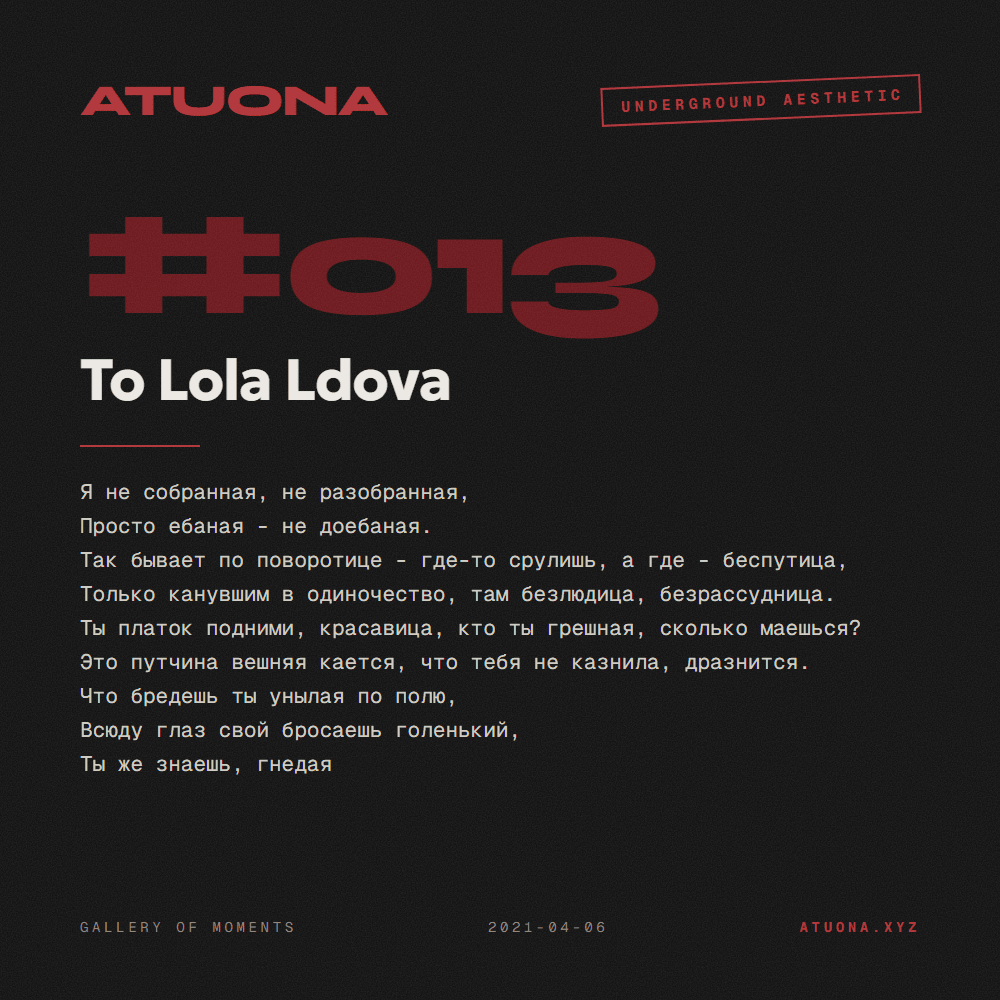 ATUONA
UNDERGROUND AESTHETIC
#013
To Lola Ldova
Я не собранная, не разобранная,
Просто ебаная - не доебаная.
Так бывает по поворотице - где-то срулишь, а где - беспутица,
Только канувшим в одиночество, там безлюдица, безрассудница.
Ты платок подними, красавица, кто ты грешная, сколько маешься?
Это путчина вешняя кается, что тебя не казнила, дразнится.
Что бредешь ты унылая по полю,
Всюду глаз свой бросаешь голенький,
Ты же знаешь, гнедая
GALLERY OF MOMENTS
2021-04-06
ATUONA.XYZ